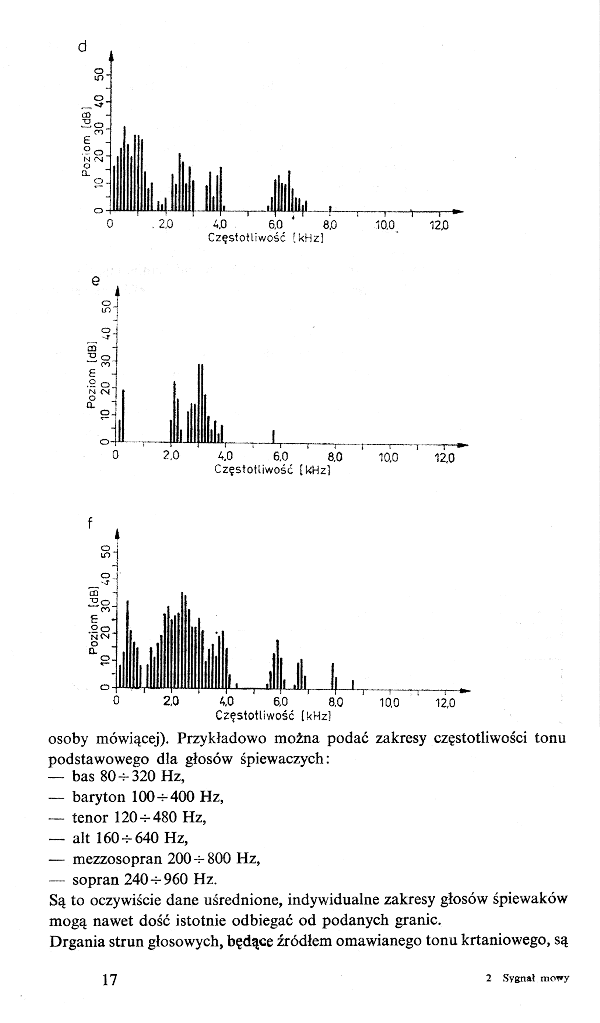 d
50
40
30
20
10
0
Poziom [dB]
0 2,0 4,0 6,0 8,0 10,0 12,0
Częstotliwość [kHz]
e
50
40
30
20
10
0
Poziom [dB]
0 2,0 4,0 6,0 8,0 10,0 12,0
Częstotliwość [kHz]
f
50
40
30
20
10
0
Poziom [dB]
0 2,0 4,0 6,0 8,0 10,0 12,0
Częstotliwość [kHz]
osoby mówiącej). Przykładowo można podać zakresy częstotliwości tonu
podstawowego dla głosów śpiewaczych:
— bas 80÷320 Hz,
— baryton 100÷400 Hz,
— tenor 120÷480 Hz,
— alt 160÷640 Hz,
— mezzosopran 200÷800 Hz,
— sopran 240÷960 Hz.
Są to oczywiście dane uśrednione, indywidualne zakresy głosów śpiewaków
mogą nawet dość istotnie odbiegać od podanych granic.
Drgania strun głosowych, będące źródłem omawianego tonu krtaniowego, są
17
2 Sygnał mowy